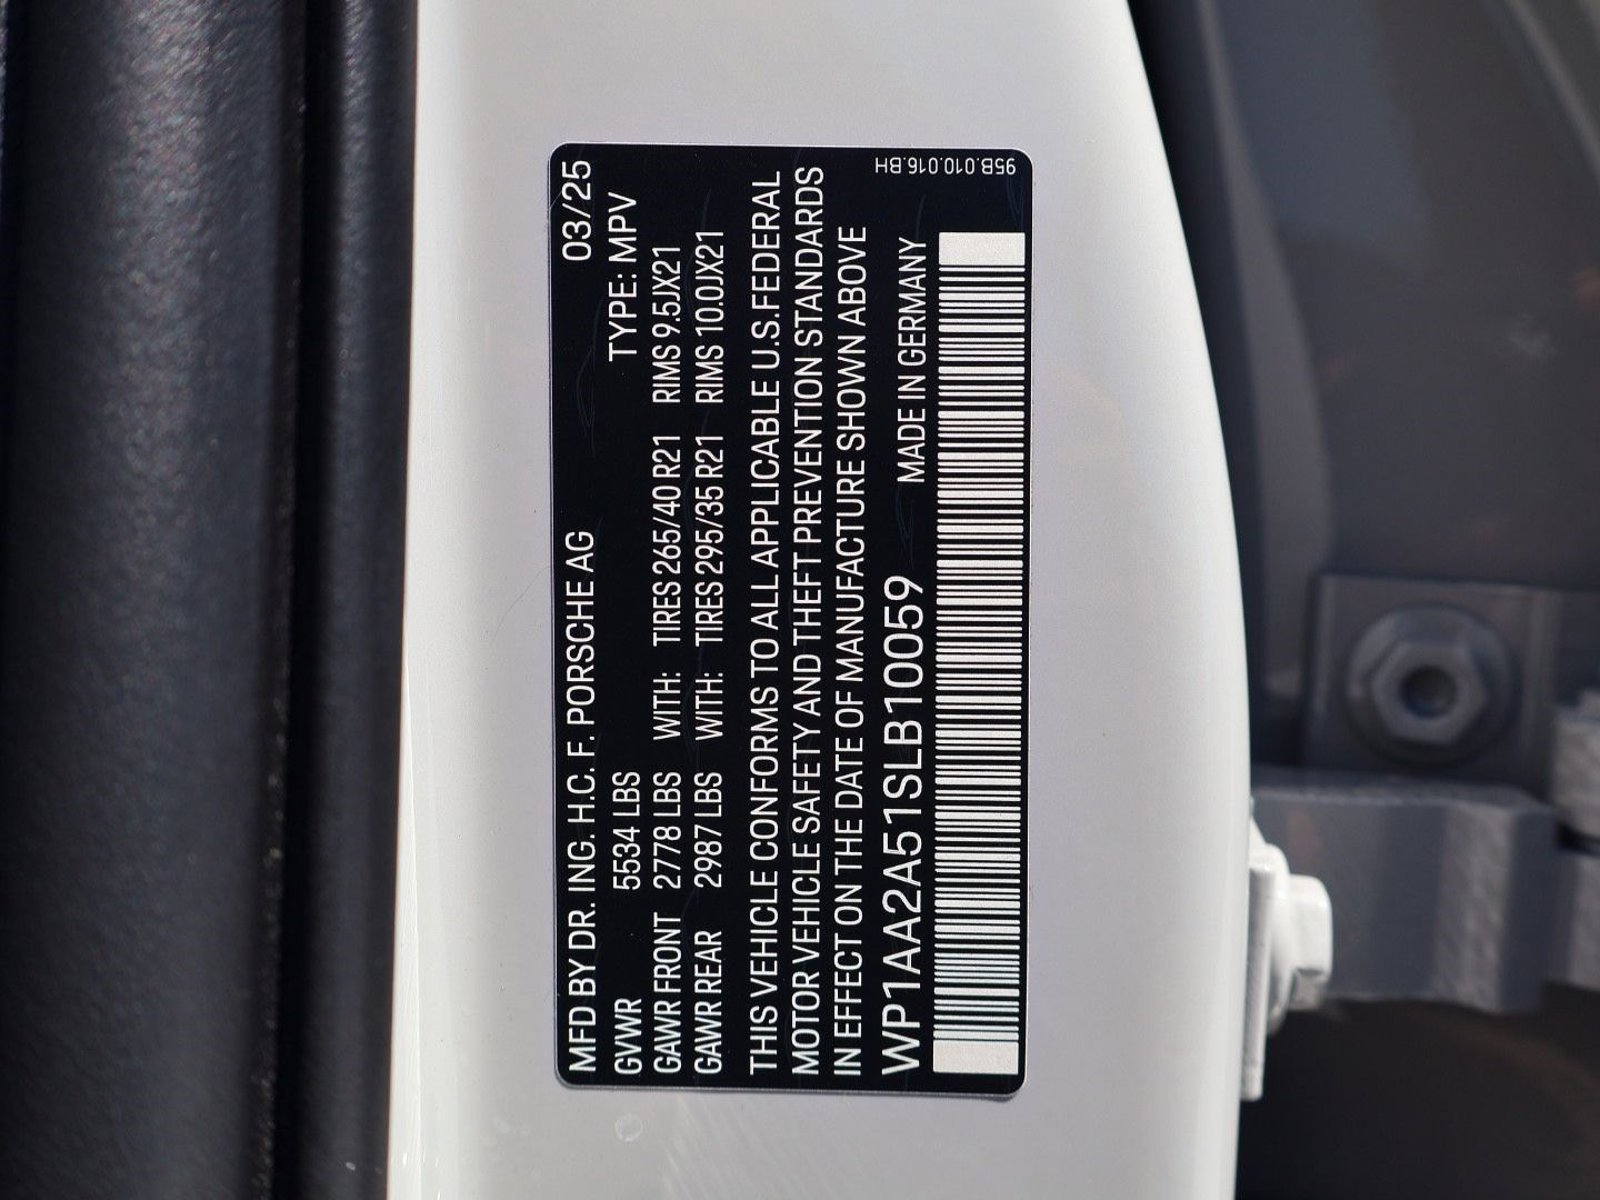 MFD BY DR. ING. H.C. F. PORSCHE AG 03/25
GVWR 5534 LBS TYPE: MPV
GAWR FRONT 2778 LBS WITH: TIRES 265/40 R21 RIMS 9.5JX21
GAWR REAR 2987 LBS WITH: TIRES 295/35 R21 RIMS 10.0JX21
THIS VEHICLE CONFORMS TO ALL APPLICABLE U.S.FEDERAL
MOTOR VEHICLE SAFETY AND THEFT PREVENTION STANDARDS
IN EFFECT ON THE DATE OF MANUFACTURE SHOWN ABOVE
WP1AA2A51SLB10059 MADE IN GERMANY
95B.010.016.BH